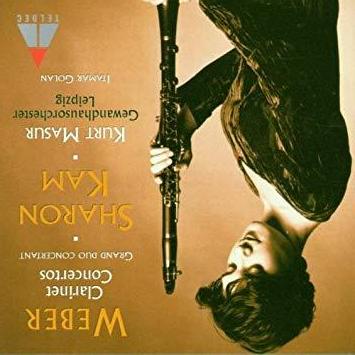 WEBER
Clarinet
Concertos
GRAND DUO CONCERTANT
SHARON
KAM
KURT MASUR
Gewandhausorchester
Leipzig
ITAMAR GOLAN
TELDEC